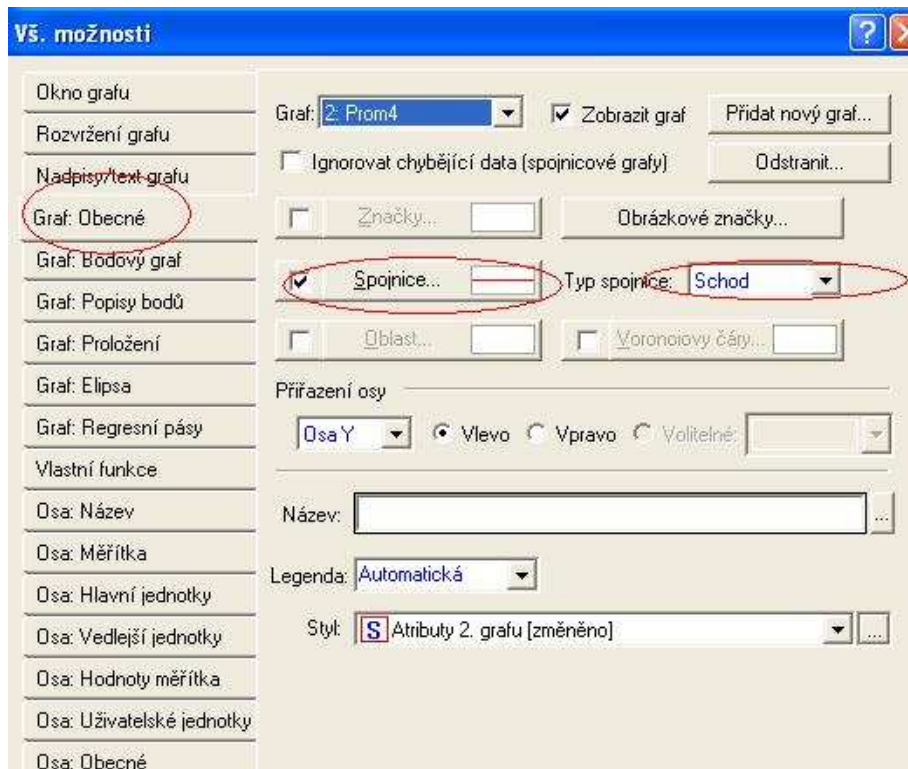 Vš. možnosti
Okno grafu
Rozvržení grafu
Nadpisy/text grafu
Graf: Obecné
Graf: Bodový graf
Graf: Popisy bodů
Graf: Proložení
Graf: Elipsa
Graf: Regresní pásy
Vlastní funkce
Osa: Název
Osa: Měřítka
Osa: Hlavní jednotky
Osa: Vedlejší jednotky
Osa: Hodnoty měřítka
Osa: Uživatelské jednotky
Osa: Obecné
Graf: 2: Prom4 Zobrazit graf Přidat nový graf...
Ignorovat chybějící data (spojnicové grafy) Odstranit...
Značky... Obrázkové značky...
Spojnice... Typ spojnice: Schod
Oblast... Voronoiovy čáry...
Přiřazení osy
Osa Y Vlevo Vpravo Volitelné:
Název: ...
Legenda: Automatická
Styl: S Atributy 2. grafu [změněno] ...